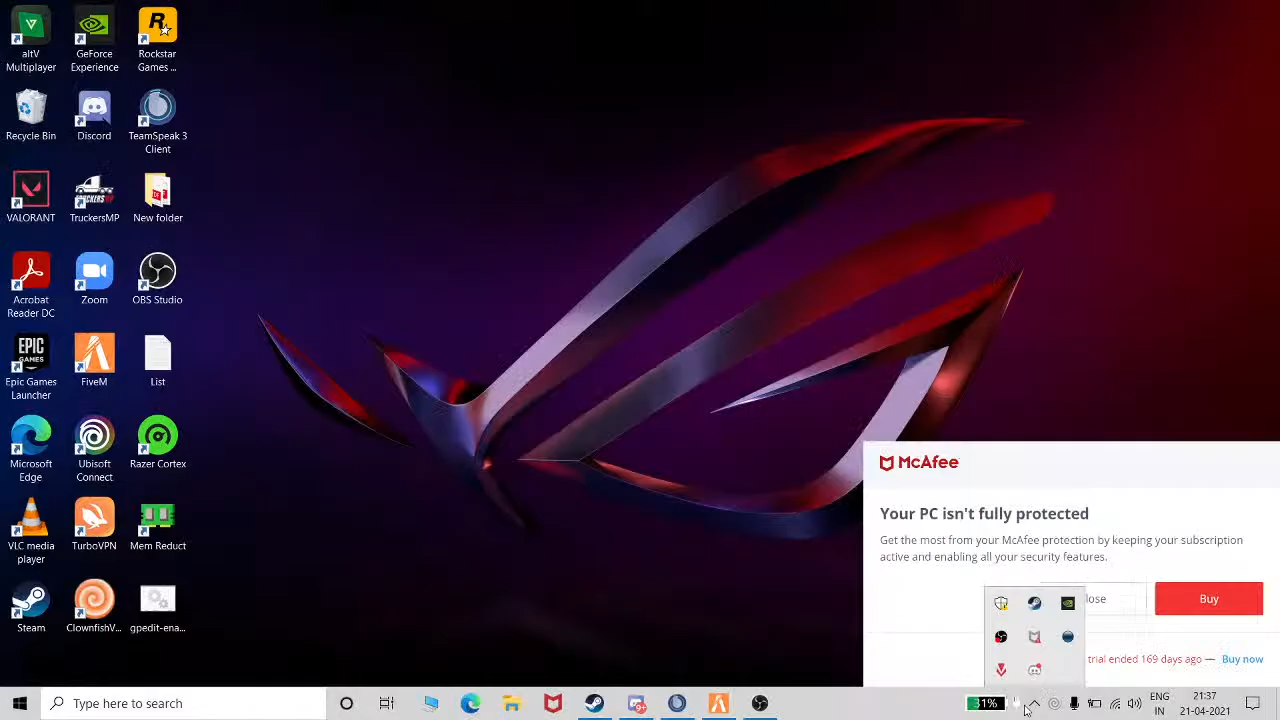 altV
Multiplayer
GeForce
Experience
Rockstar
Games ...
Recycle Bin
Discord
TeamSpeak 3
Client
VALORANT
TruckersMP
New folder
Acrobat
Reader DC
Zoom
OBS Studio
EPIC
GAMES
Epic Games
Launcher
FiveM
List
Microsoft
Edge
Ubisoft
Connect
Razer Cortex
VLC media
player
TurboVPN
Mem Reduct
Steam
ClownfishV...
gpedit-ena...
McAfee
Your PC isn't fully protected
Get the most from your McAfee protection by keeping your subscription
active and enabling all your security features.
lose
Buy
trial ended 169 days ago — Buy now
Type here to search
9+
31%
ENG
IN
21:37
21-04-2021